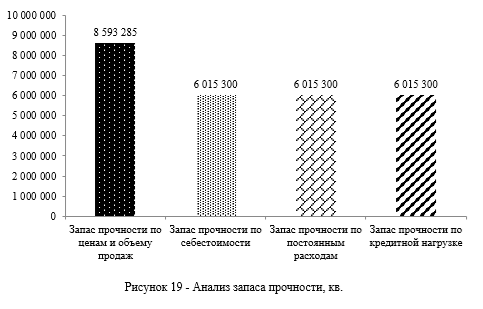 10 000 000
9 000 000
8 000 000
7 000 000
6 000 000
5 000 000
4 000 000
3 000 000
2 000 000
1 000 000
0
8 593 285
6 015 300
6 015 300
6 015 300
Запас прочности по
ценам и объему
продаж
Запас прочности по
себестоимости
Запас прочности по
постоянным
расходам
Запас прочности по
кредитной нагрузке
Рисунок 19 - Анализ запаса прочности, кв.